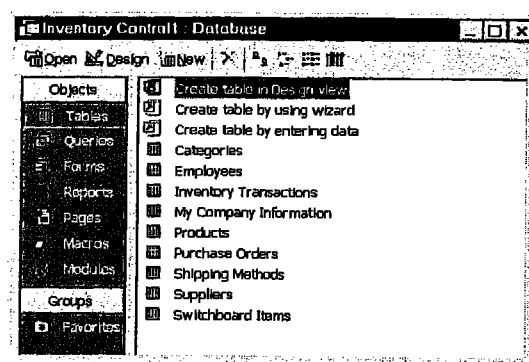 Inventory Control1 : Database
Open Design New
Objects
Tables
Queries
Forms
Reports
Pages
Macros
Modules
Groups
Favorites
Create table in Design view
Create table by using wizard
Create table by entering data
Categories
Employees
Inventory Transactions
My Company Information
Products
Purchase Orders
Shipping Methods
Suppliers
Switchboard Items